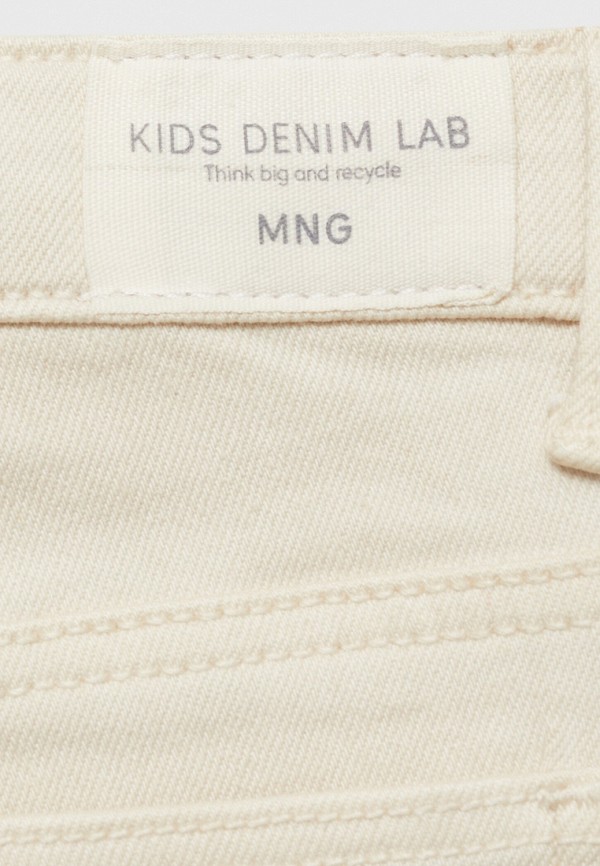 KIDS DENIM LAB
Think big and recycle
MNG